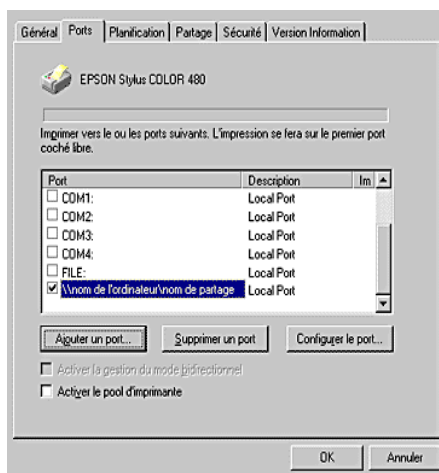 Général Ports Planification Partage Sécurité Version Information
EPSON Stylus COLOR 480
Imprimer vers le ou les ports suivants. L'impression se fera sur le premier port
coché libre.
Port Description Im
COM1: Local Port
COM2: Local Port
COM3: Local Port
COM4: Local Port
FILE: Local Port
\\nom de l'ordinateur\nom de partage Local Port
Ajouter un port... Supprimer un port Configurer le port...
Activer la gestion du mode bidirectionnel
Activer le pool d'imprimante
OK Annuler